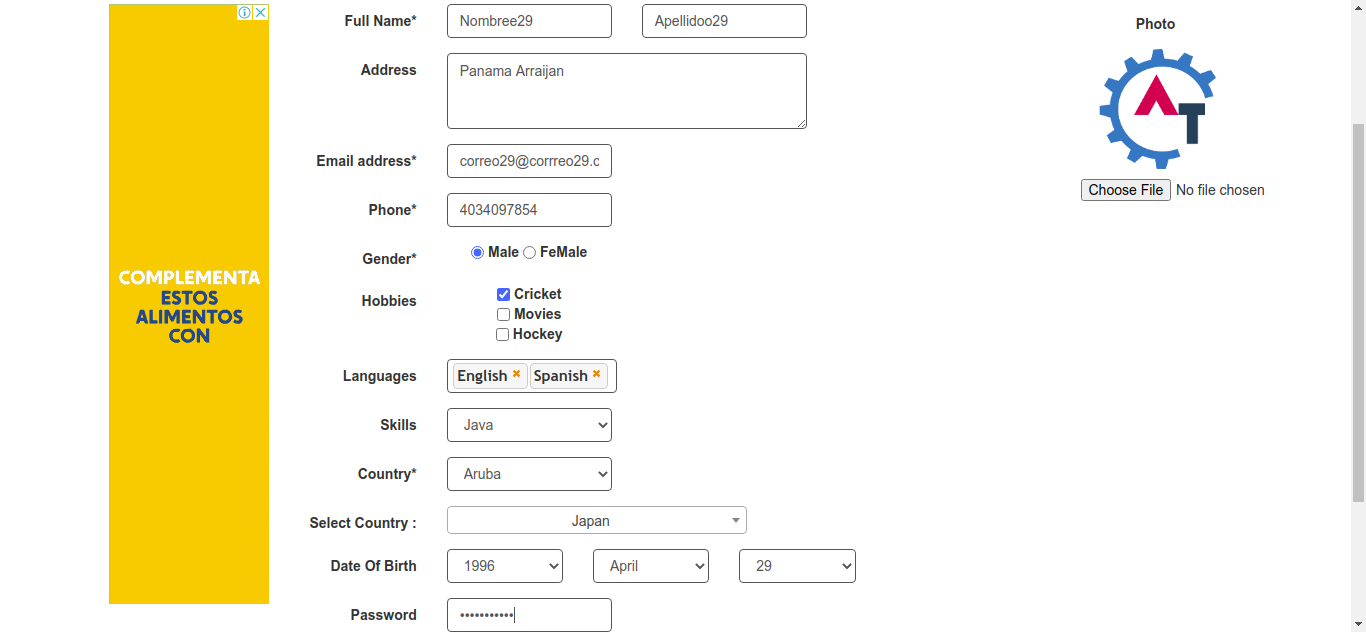 COMPLEMENTA
ESTOS
ALIMENTOS
CON
Full Name* Nombree29 Apellidoo29
Address Panama Arraijan
Email address* correo29@corrreo29.c
Phone* 4034097854
Gender* Male FeMale
Hobbies Cricket
Movies
Hockey
Languages English Spanish
Skills Java
Country* Aruba
Select Country : Japan
Date Of Birth 1996 April 29
Password •••••••••••
Photo
AT
Choose File No file chosen